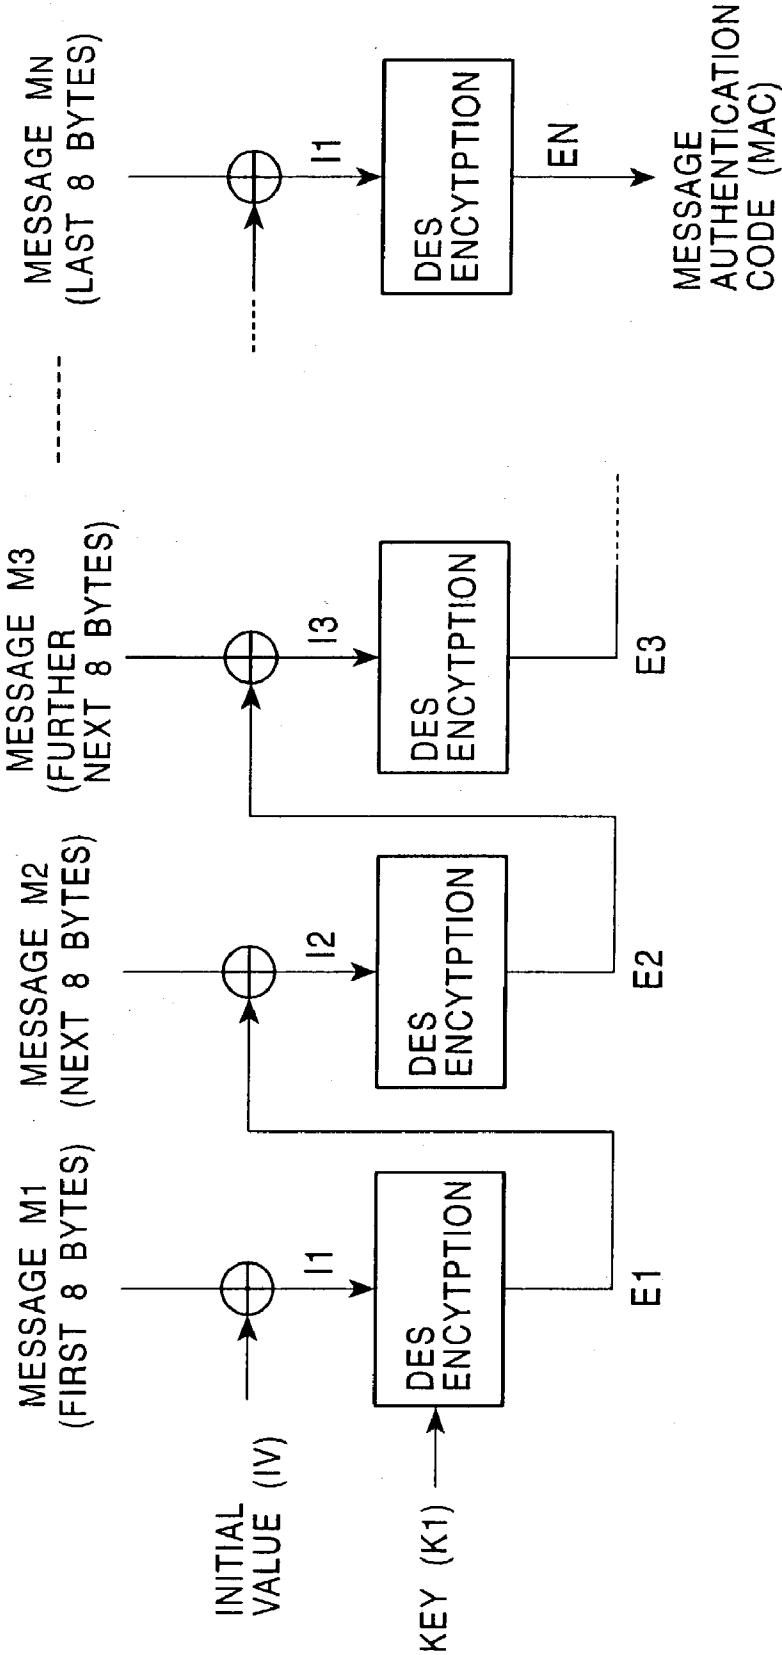 MESSAGE M1
(FIRST 8 BYTES)
MESSAGE M2
(NEXT 8 BYTES)
MESSAGE M3
(FURTHER
NEXT 8 BYTES)
MESSAGE MN
(LAST 8 BYTES)
INITIAL
VALUE (IV)
I1
I2
I3
I1
KEY (K1)
DES
ENCYTPTION
DES
ENCYTPTION
DES
ENCYTPTION
DES
ENCYTPTION
E1
E2
E3
EN
MESSAGE
AUTHENTICATION
CODE (MAC)